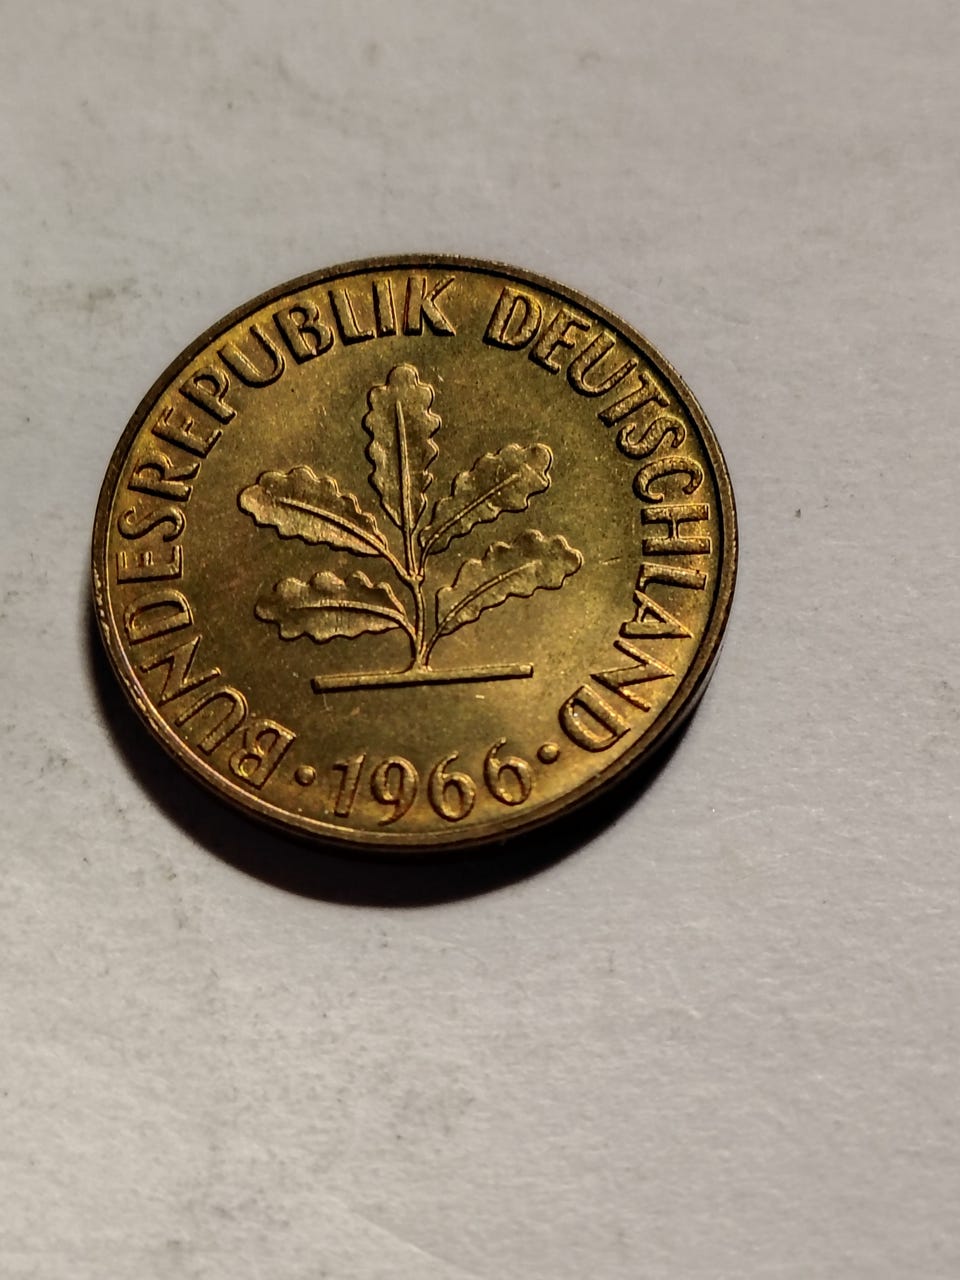 BUNDESREPUBLIK DEUTSCHLAND
· 1966 ·